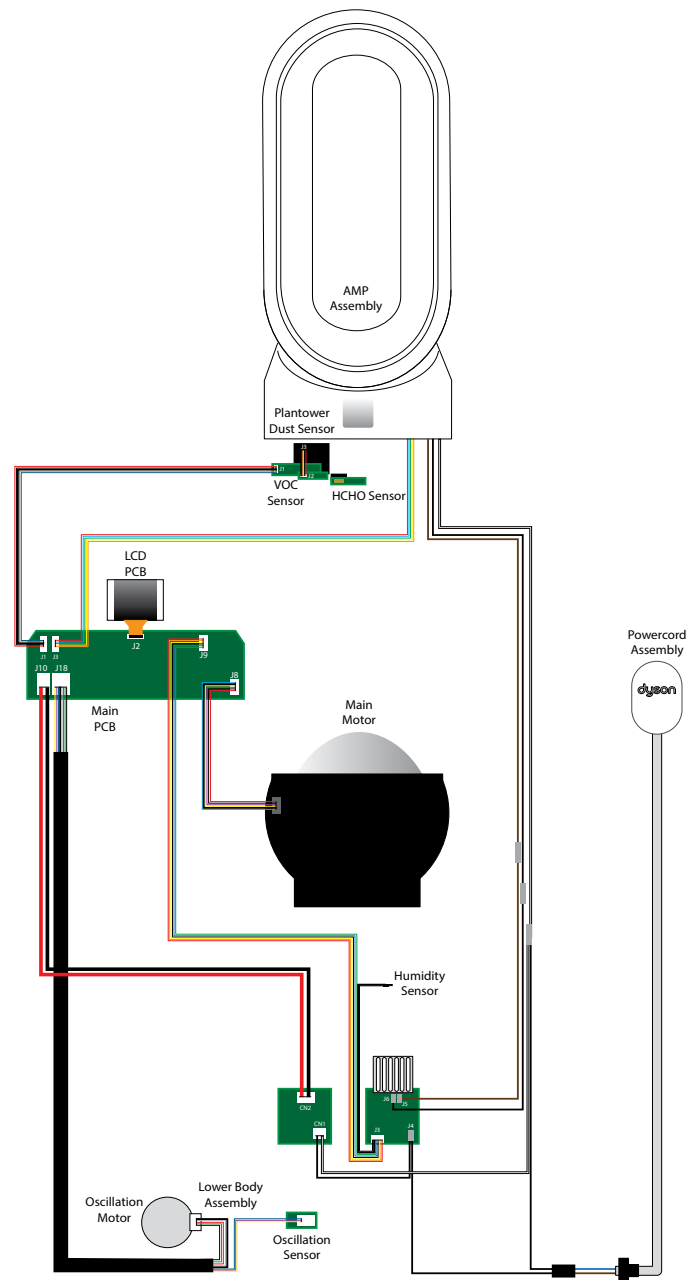 AMP
Assembly
Plantower
Dust Sensor
J3
J1
J2
VOC
Sensor
HCHO Sensor
LCD
PCB
J2
J1
J3
J9
J10
J18
J8
Main
PCB
Main
Motor
Powercord
Assembly
dyson
Humidity
Sensor
J6
J5
CN2
CN1
J3
J4
Lower Body
Assembly
Oscillation
Motor
Oscillation
Sensor